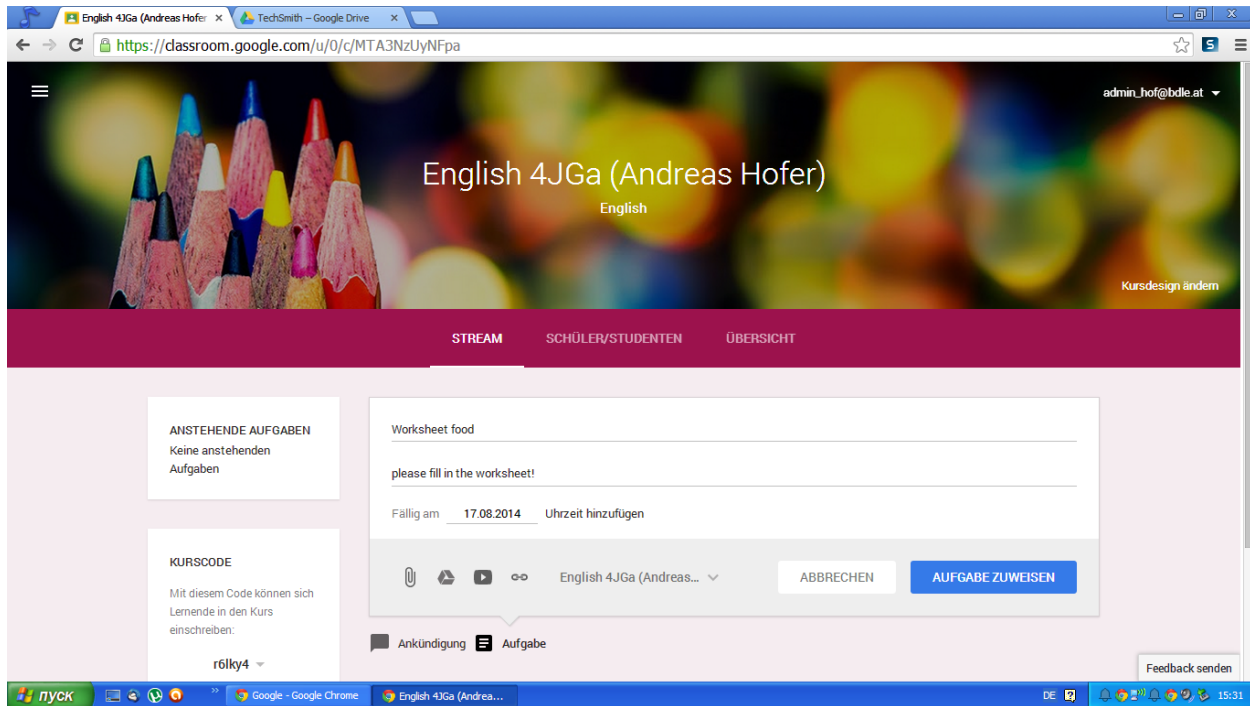 English 4JGa (Andreas Hofer
TechSmith – Google Drive
https://classroom.google.com/u/0/c/MTA3NzUyNFpa
admin_hof@bdle.at
English 4JGa (Andreas Hofer)
English
Kursdesign ändern
STREAM SCHÜLER/STUDENTEN ÜBERSICHT
ANSTEHENDE AUFGABEN
Keine anstehenden
Aufgaben
Worksheet food
please fill in the worksheet!
Fällig am 17.08.2014 Uhrzeit hinzufügen
KURSCODE
Mit diesem Code können sich
Lernende in den Kurs
einschreiben:
r6lky4
English 4JGa (Andreas... ABBRECHEN AUFGABE ZUWEISEN
Ankündigung Aufgabe
Feedback senden
пуск Google - Google Chrome English 4JGa (Andrea... DE 15:31